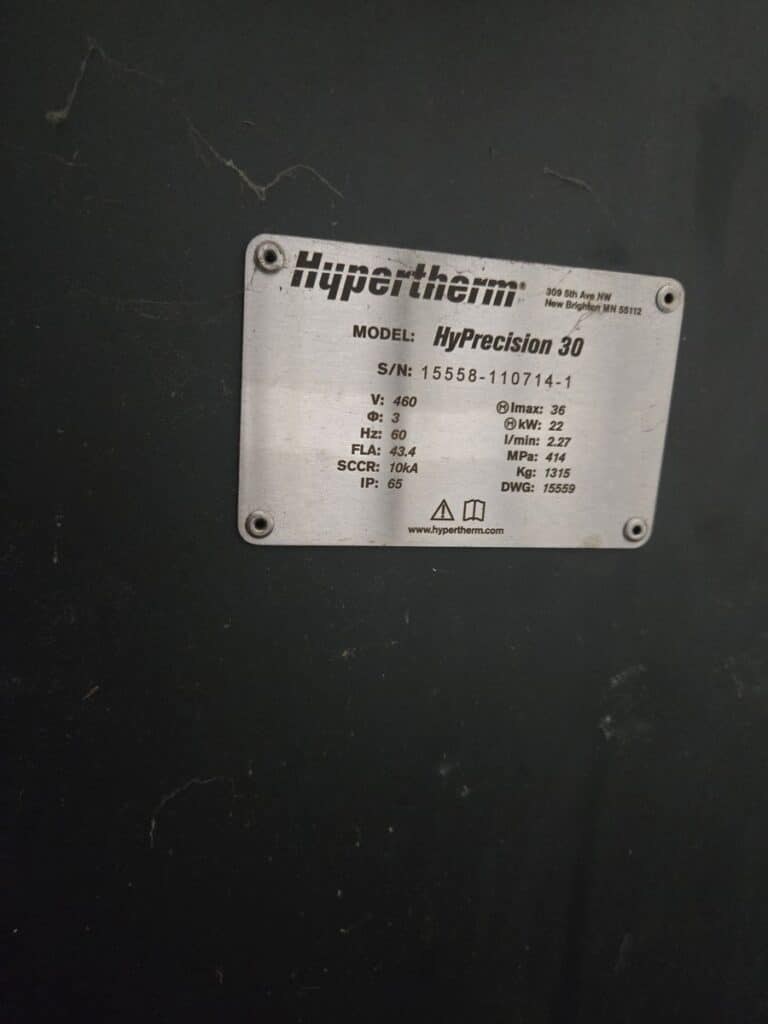 Hypertherm®
309 5th Ave NW
New Brighton MN 55112
MODEL: HyPrecision 30
S/N: 15558-110714-1
V: 460
Φ: 3
Hz: 60
FLA: 43.4
SCCR: 10kA
IP: 65
Ⓗ Imax: 36
Ⓗ kW: 22
l/min: 2.27
MPa: 414
Kg: 1315
DWG: 15559
www.hypertherm.com